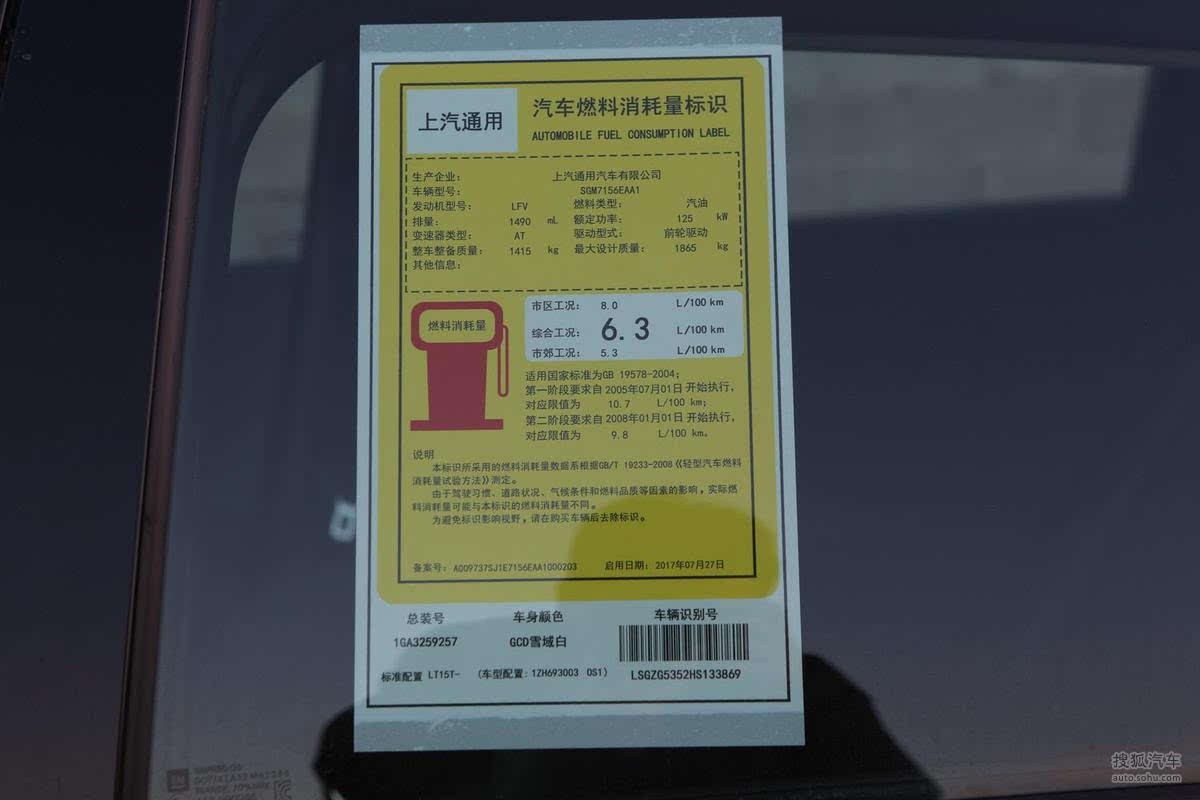 上汽通用
汽车燃料消耗量标识
AUTOMOBILE FUEL CONSUMPTION LABEL
生产企业: 上汽通用汽车有限公司
车辆型号: SGM7156EAA1
发动机型号: LFV 燃料类型: 汽油
排量: 1490 mL 额定功率: 125 kW
变速器类型: AT 驱动型式: 前轮驱动
整车整备质量: 1415 kg 最大设计质量: 1865 kg
其他信息:
燃料消耗量
市区工况: 8.0 L/100 km
综合工况: 6.3 L/100 km
市郊工况: 5.3 L/100 km
适用国家标准为GB 19578-2004;
第一阶段要求自 2005年07月01日 开始执行,
对应限值为 10.7 L/100 km;
第二阶段要求自 2008年01月01日 开始执行,
对应限值为 9.8 L/100 km。
说明
本标识所采用的燃料消耗量数据系根据GB/T 19233-2008《轻型汽车燃料
消耗量试验方法》测定。
由于驾驶习惯、道路状况、气候条件和燃料品质等因素的影响,实际燃
料消耗量可能与本标识的燃料消耗量不同。
为避免标识影响视野,请在购买车辆后去除标识。
备案号: A009737SJ1E7156EAA1000203 启用日期: 2017年07月27日
总装号 车身颜色 车辆识别号
1GA3259257 GCD雪域白
标准配置 LT15T- (车型配置: 1ZH693003 OS1) LSGZG5352HS133869
搜狐汽车
auto.sohu.com